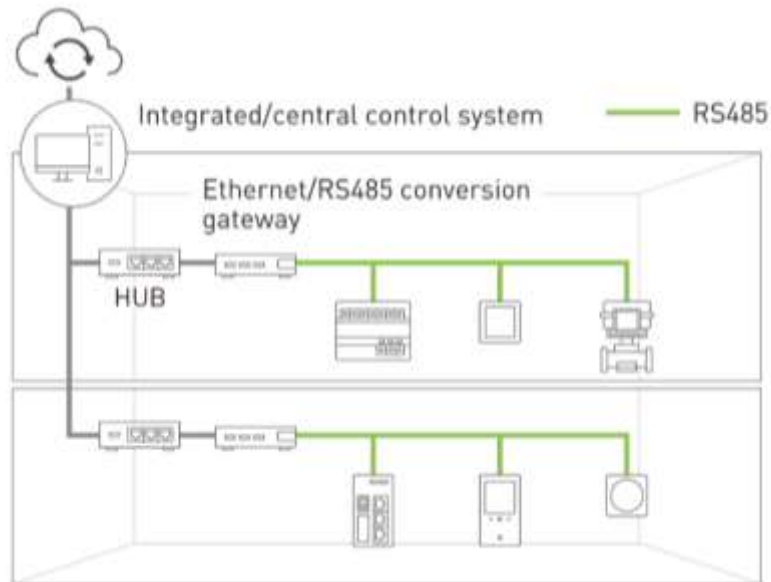 Integrated/central control system
RS485
Ethernet/RS485 conversion
gateway
HUB